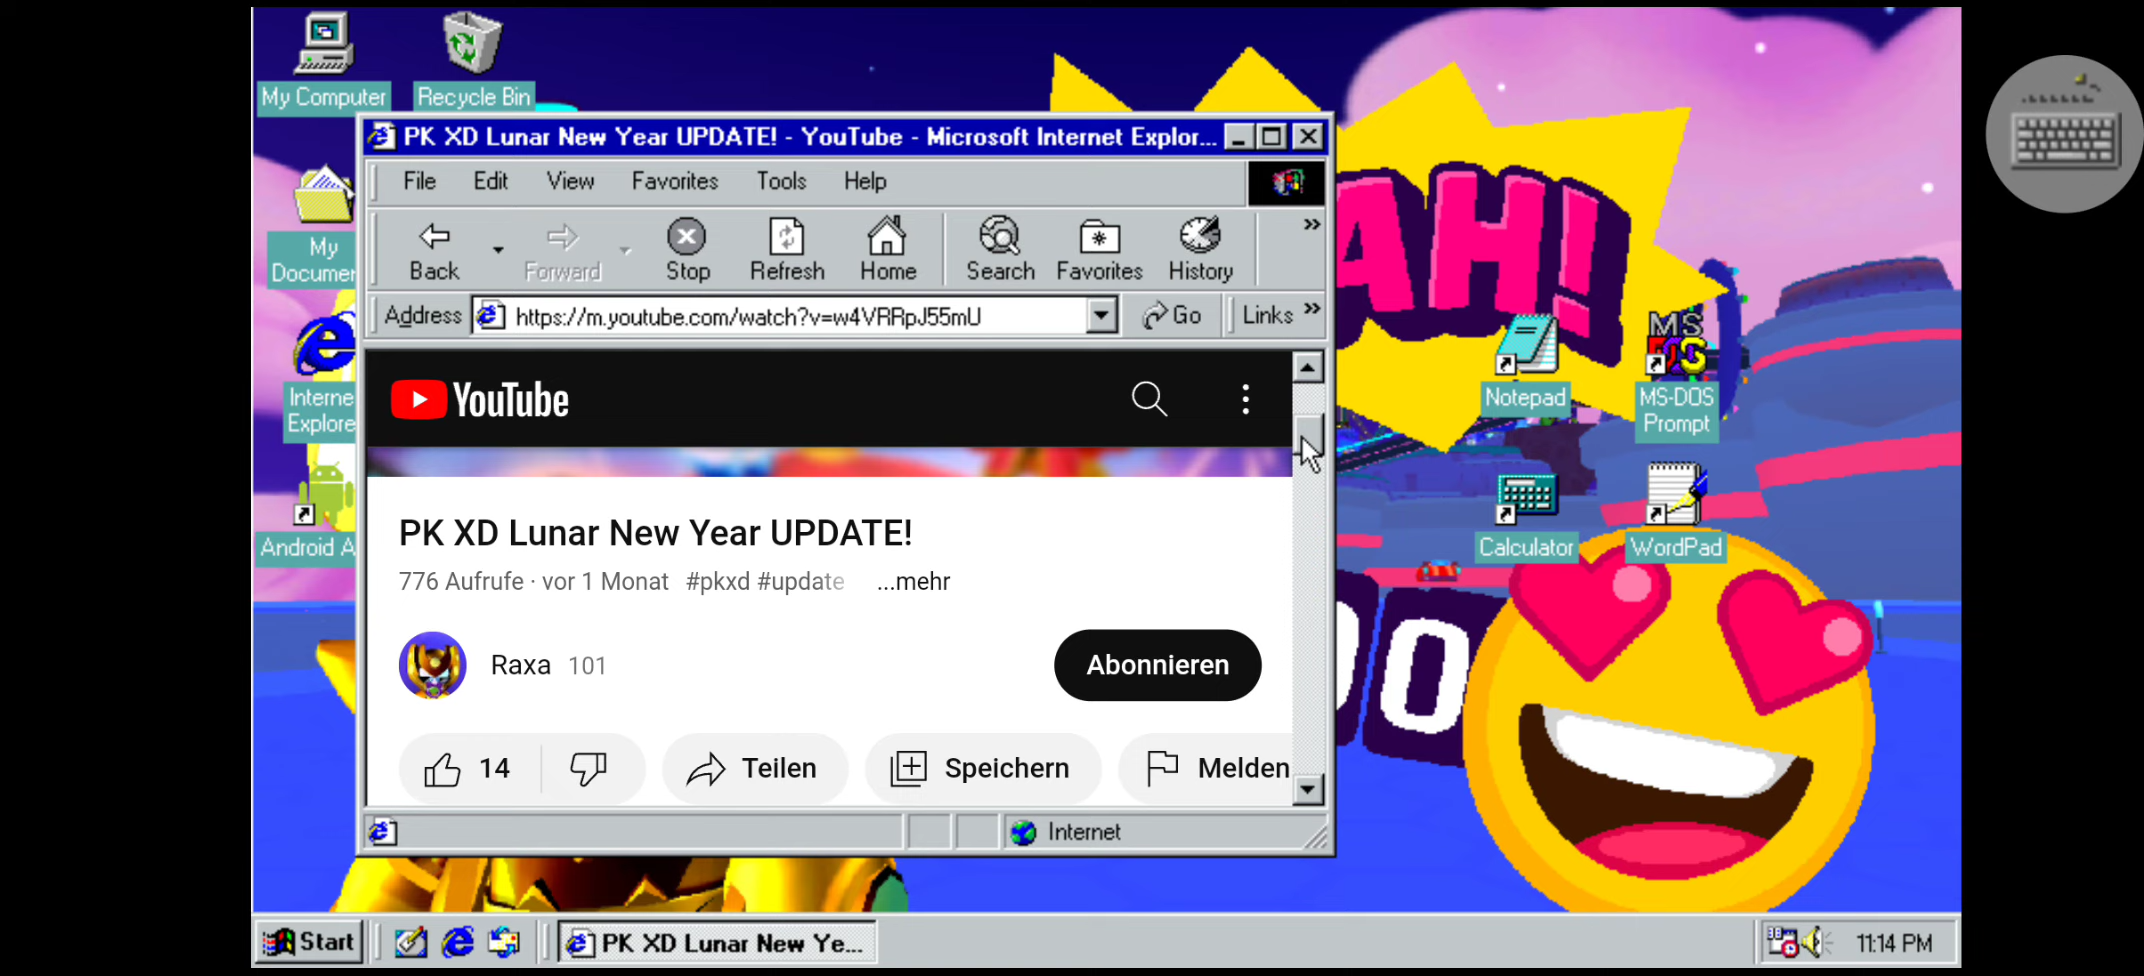 My Computer
Recycle Bin
PK XD Lunar New Year UPDATE! - YouTube - Microsoft Internet Explor...
File Edit View Favorites Tools Help
Back Forward Stop Refresh Home Search Favorites History »
Address https://m.youtube.com/watch?v=w4VRRpJ55mU Go Links »
YouTube
PK XD Lunar New Year UPDATE!
776 Aufrufe · vor 1 Monat #pkxd #update ...mehr
Raxa 101
Abonnieren
14 Teilen Speichern Melden
Internet
My
Documen
Interne
Explore
Android A
AH!
Notepad
MS-DOS
Prompt
Calculator
WordPad
Start
PK XD Lunar New Ye...
11:14 PM